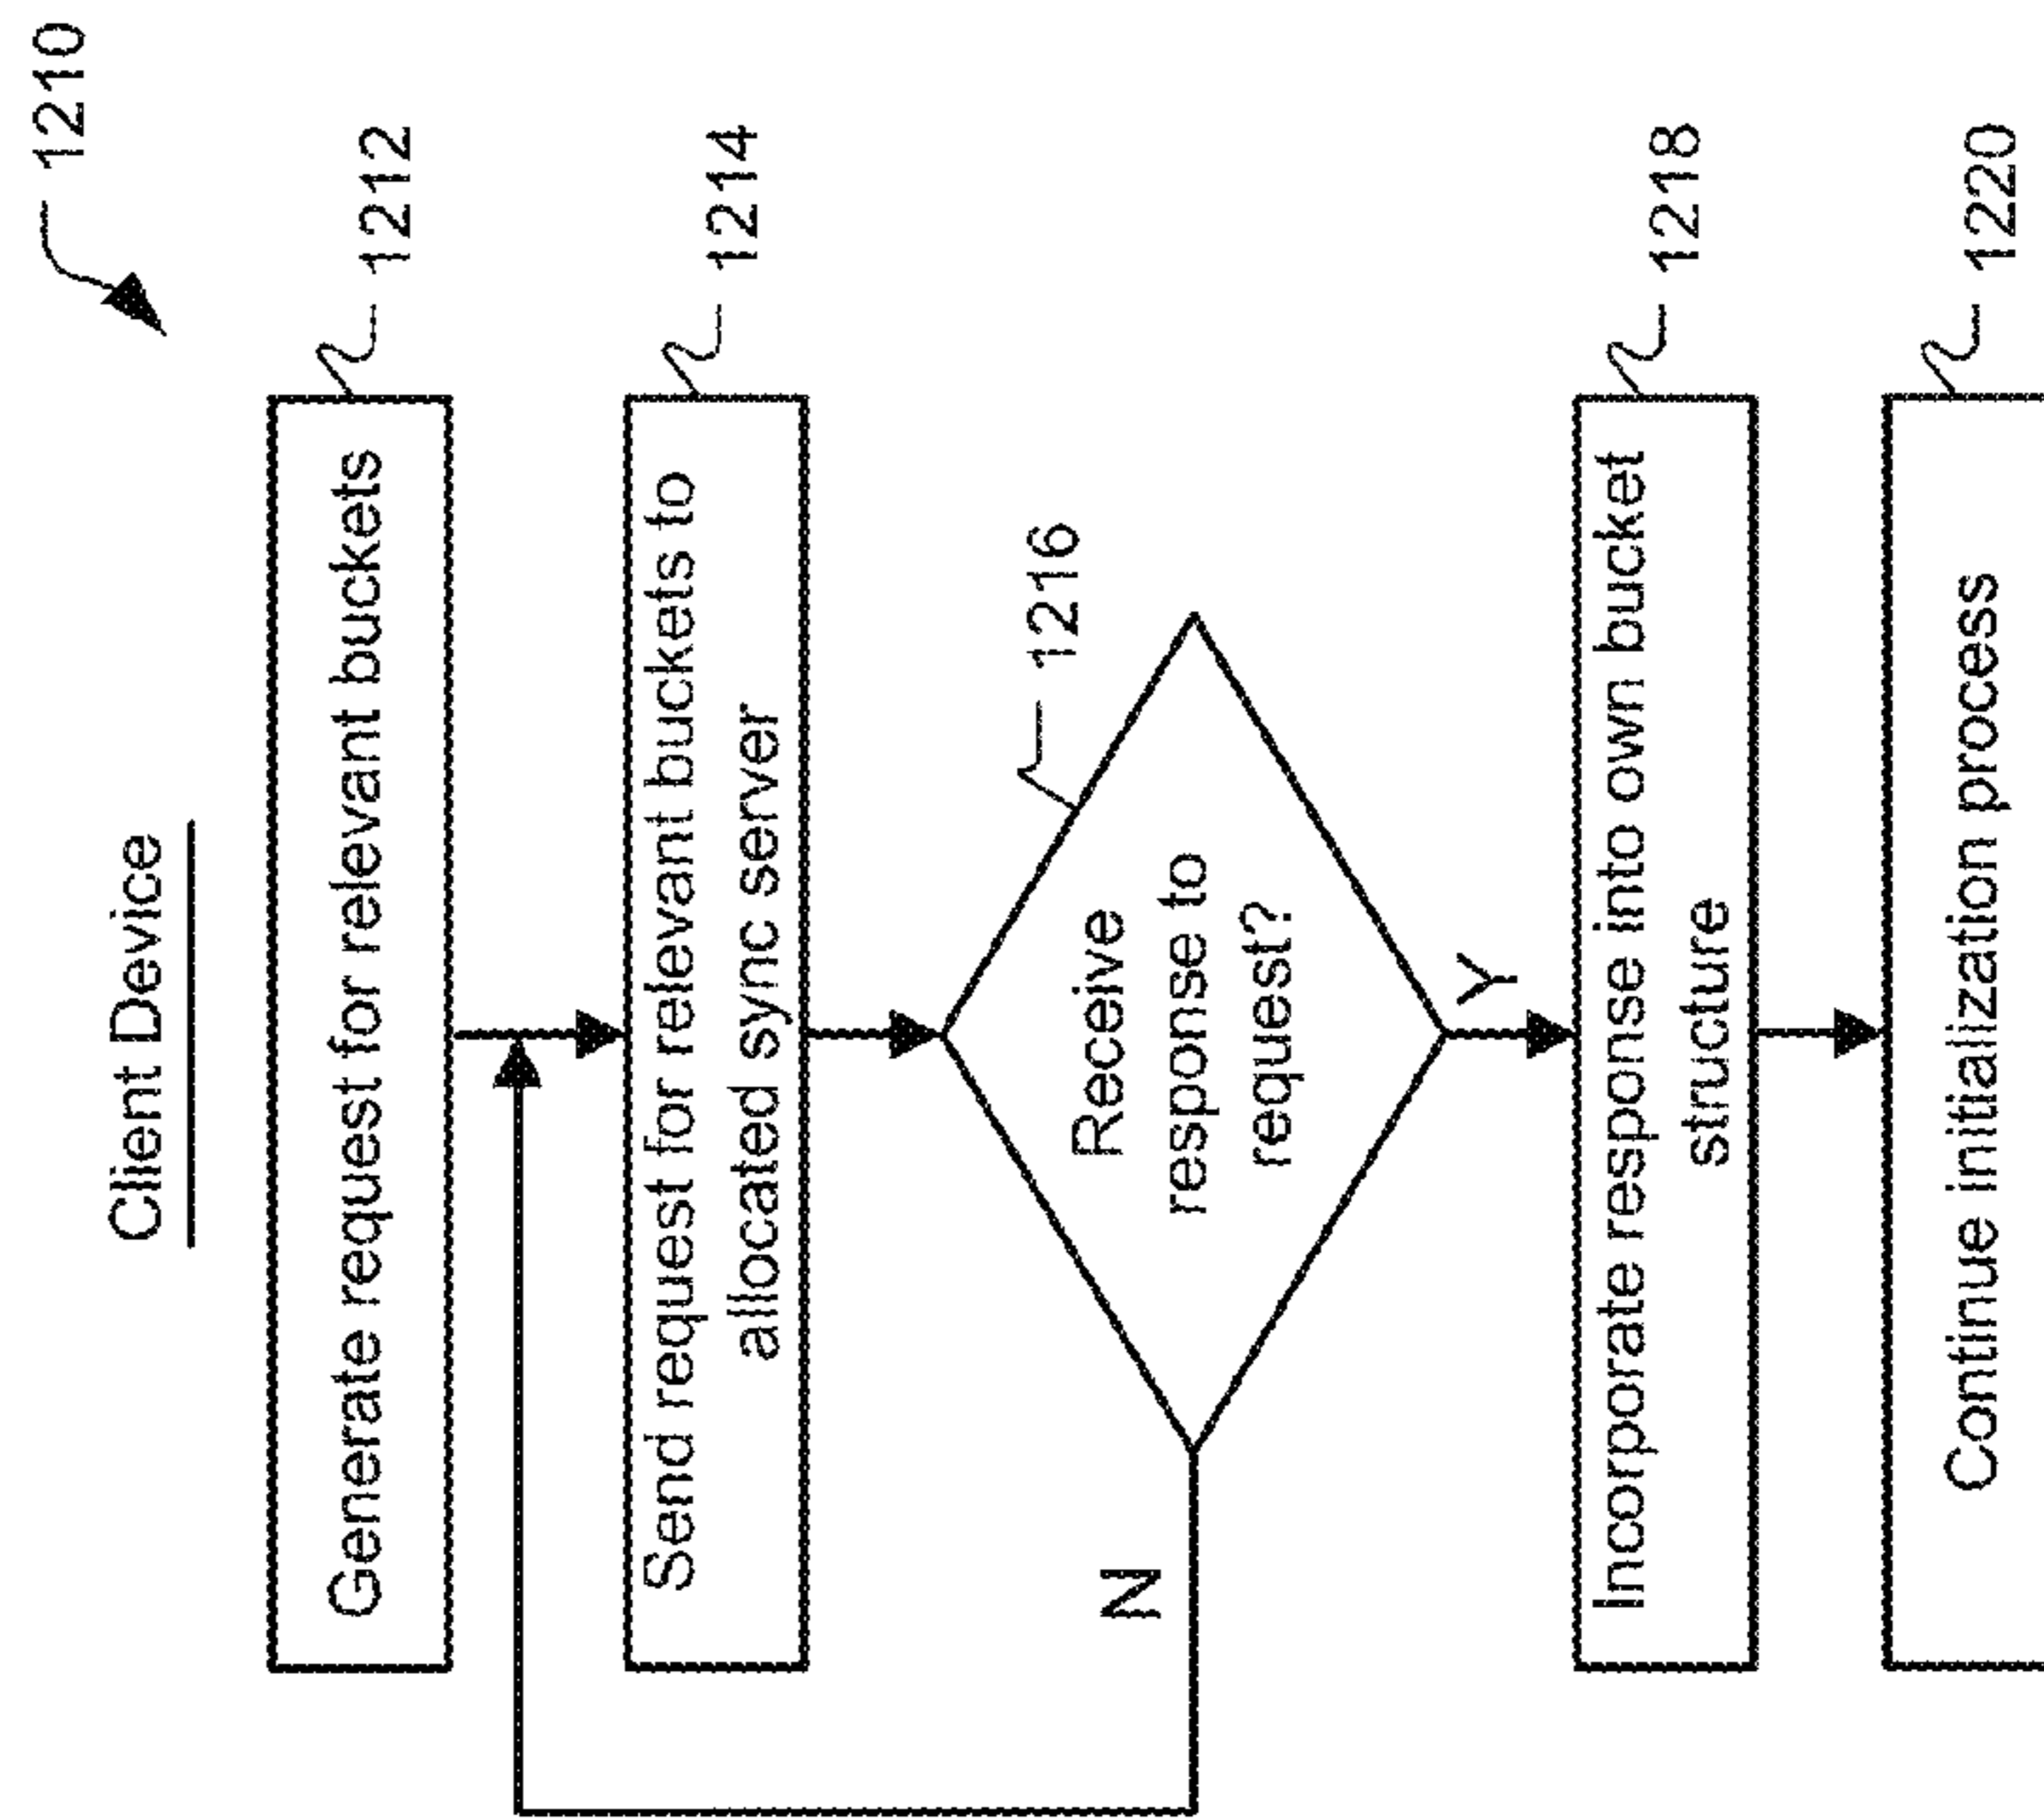 1210
Client Device
Generate request for relevant buckets
1212
Send request for relevant buckets to
allocated sync server
1214
Receive
response to
request?
1216
N
Y
Incorporate response into own bucket
structure
1218
Continue initialization process
1220